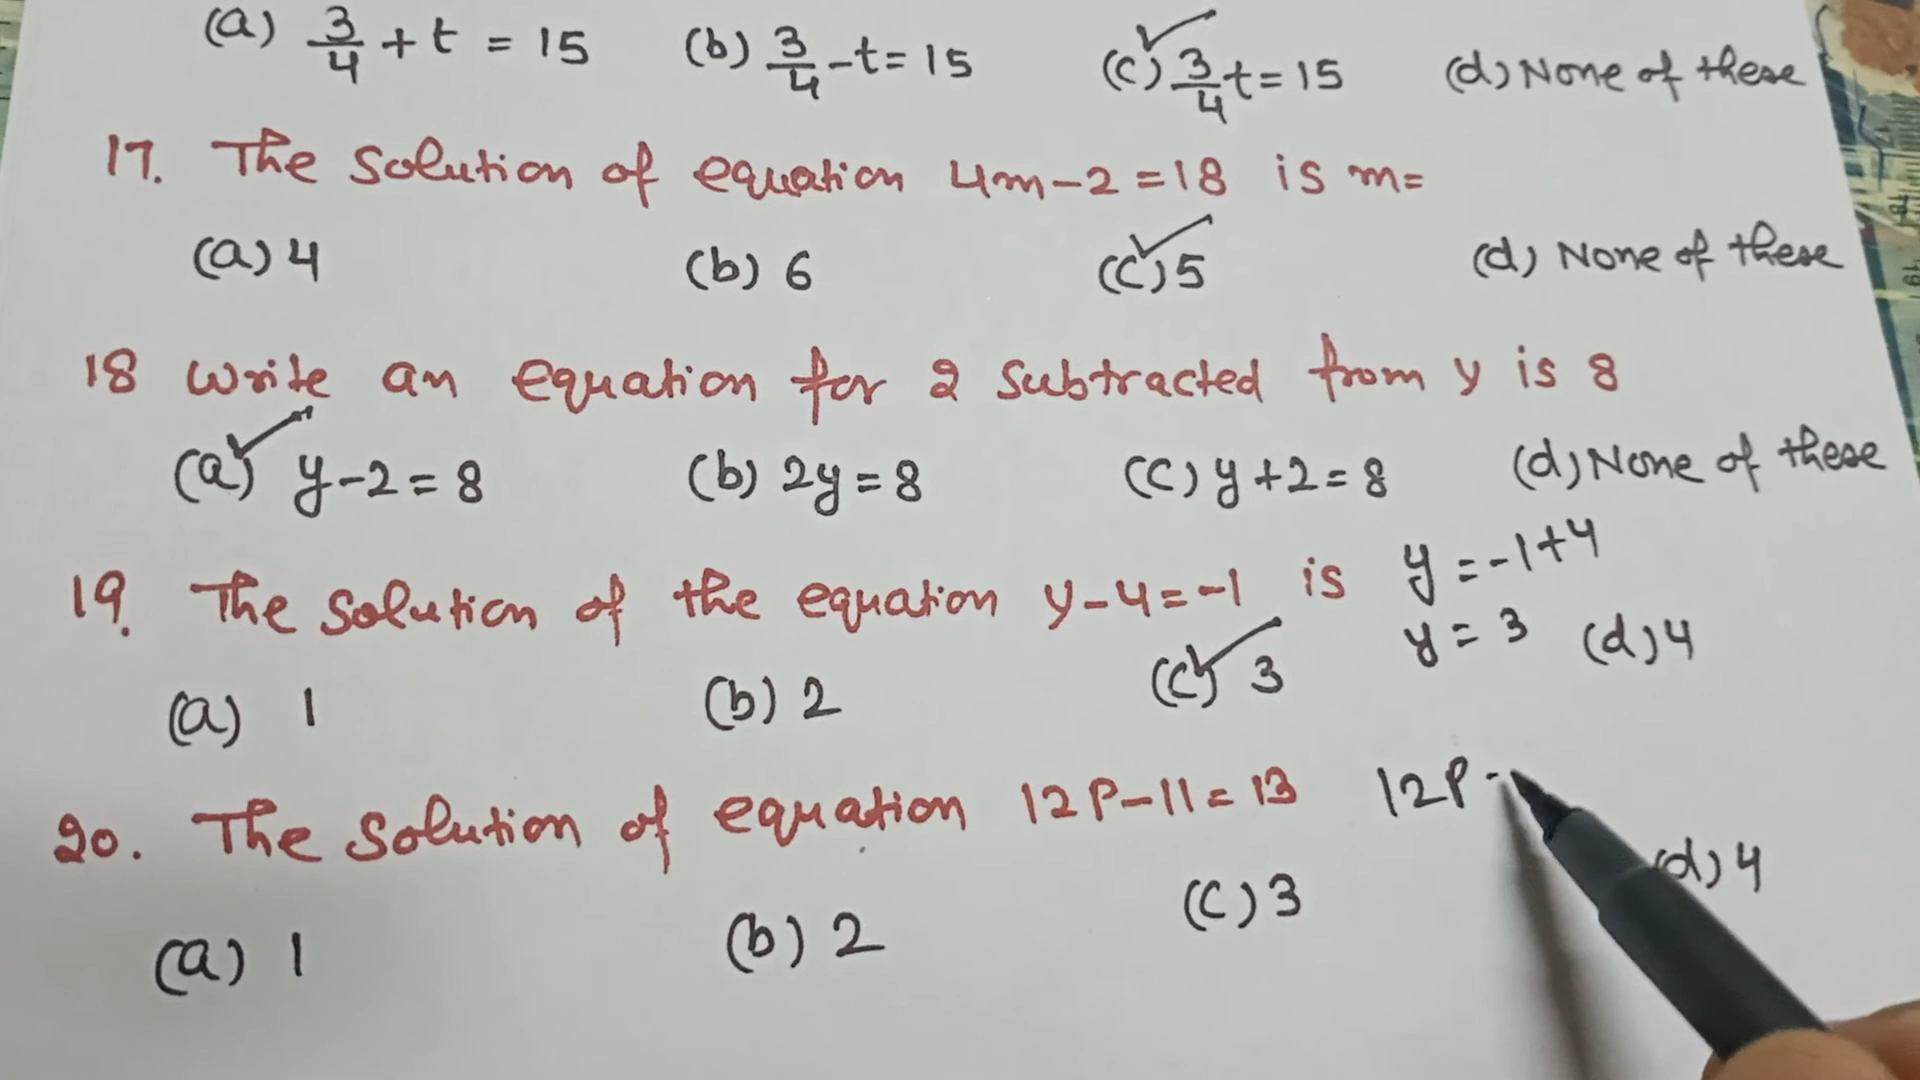 (a) 3/4 + t = 15 (b) 3/4 - t = 15 (c) 3/4 t = 15 (d) None of these
17. The solution of equation 4m-2=18 is m=
(a) 4 (b) 6 (c) 5 (d) None of these
18 Write an equation for 2 subtracted from y is 8
(a) y-2=8 (b) 2y=8 (c) y+2=8 (d) None of these
19. The solution of the equation y-4=-1 is y=-1+4
y=3
(a) 1 (b) 2 (c) 3 (d) 4
20. The solution of equation 12P-11=13 12P
(a) 1 (b) 2 (c) 3 (d) 4